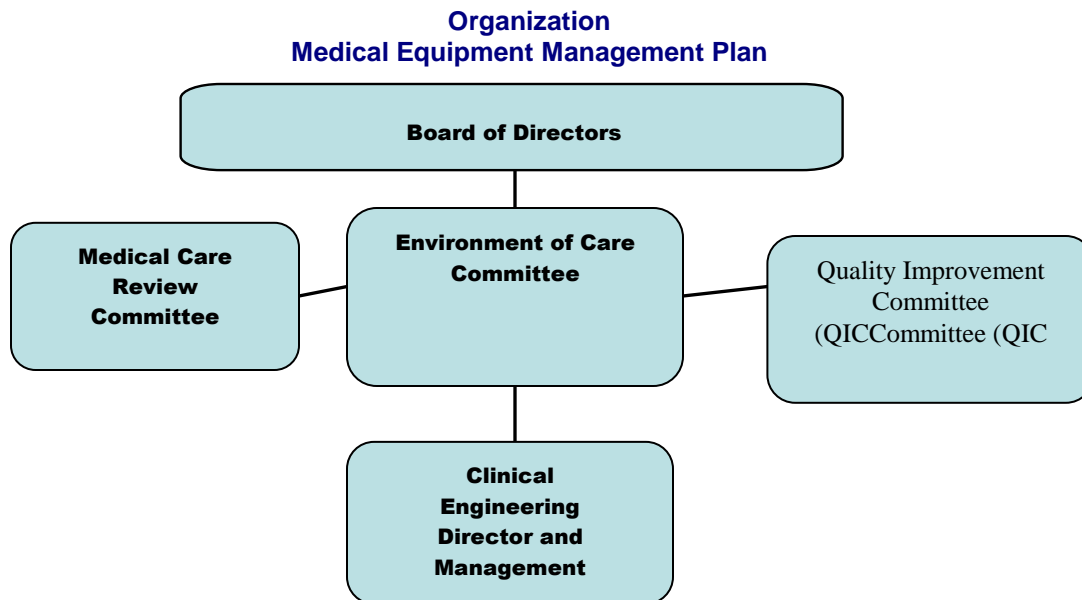 Organization
Medical Equipment Management Plan
Board of Directors
Medical Care
Review
Committee
Environment of Care
Committee
Quality Improvement
Committee
(QICCommittee (QIC
Clinical
Engineering
Director and
Management